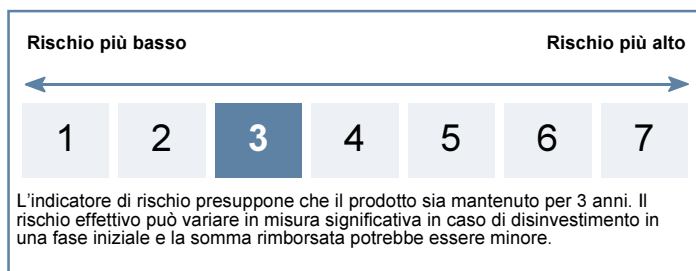 Rischio più basso Rischio più alto
1 2 3 4 5 6 7
L'indicatore di rischio presuppone che il prodotto sia mantenuto per 3 anni. Il
rischio effettivo può variare in misura significativa in caso di disinvestimento in
una fase iniziale e la somma rimborsata potrebbe essere minore.